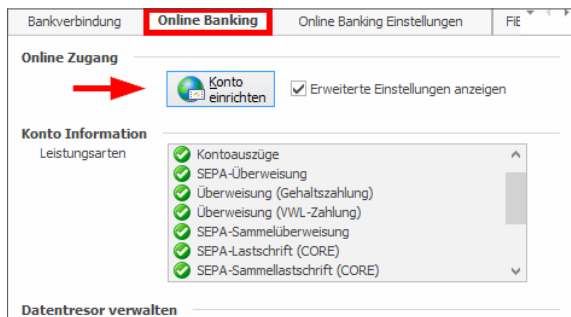 Bankverbindung Online Banking Online Banking Einstellungen
Online Zugang
Konto einrichten
Erweiterte Einstellungen anzeigen
Konto Information
Leistungsarten
Kontoauszüge
SEPA-Überweisung
Überweisung (Gehaltszahlung)
Überweisung (VWL-Zahlung)
SEPA-Sammelüberweisung
SEPA-Lastschrift (CORE)
SEPA-Sammellastschrift (CORE)
Datentresor verwalten